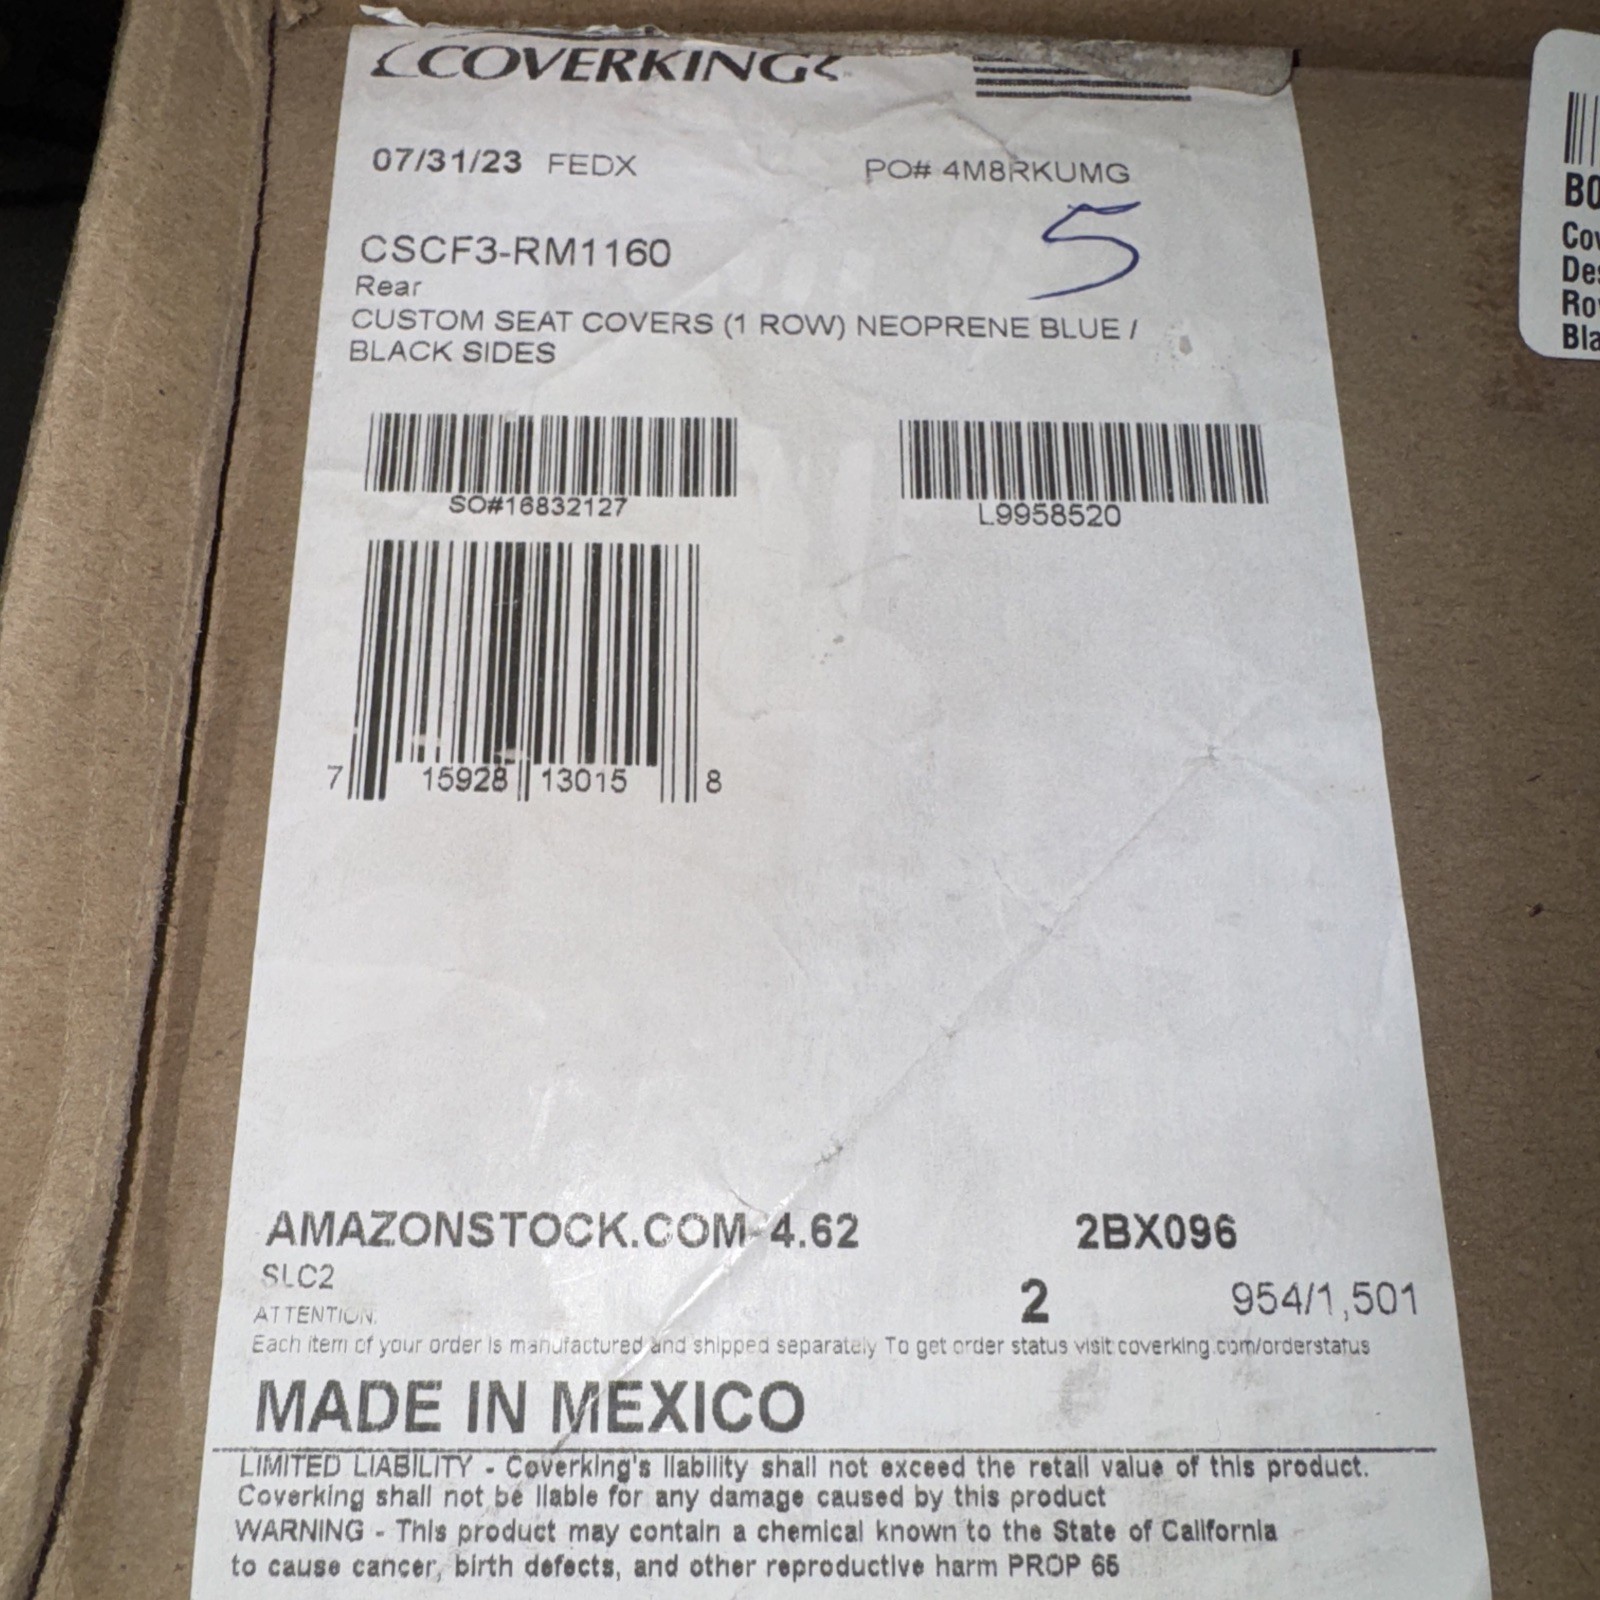 COVERKING
07/31/23 FEDX PO# 4M8RKUMG
5
CSCF3-RM1160
Rear
CUSTOM SEAT COVERS (1 ROW) NEOPRENE BLUE /
BLACK SIDES
SO#16832127 L9958520
7 15928 13015 8
AMAZONSTOCK.COM-4.62 2BX096
SLC2
2 954/1,501
ATTENTION:
Each item of your order is manufactured and shipped separately To get order status visit:coverking.com/orderstatus
MADE IN MEXICO
LIMITED LIABILITY - Coverking's liability shall not exceed the retail value of this product.
Coverking shall not be liable for any damage caused by this product
WARNING - This product may contain a chemical known to the State of California
to cause cancer, birth defects, and other reproductive harm PROP 65